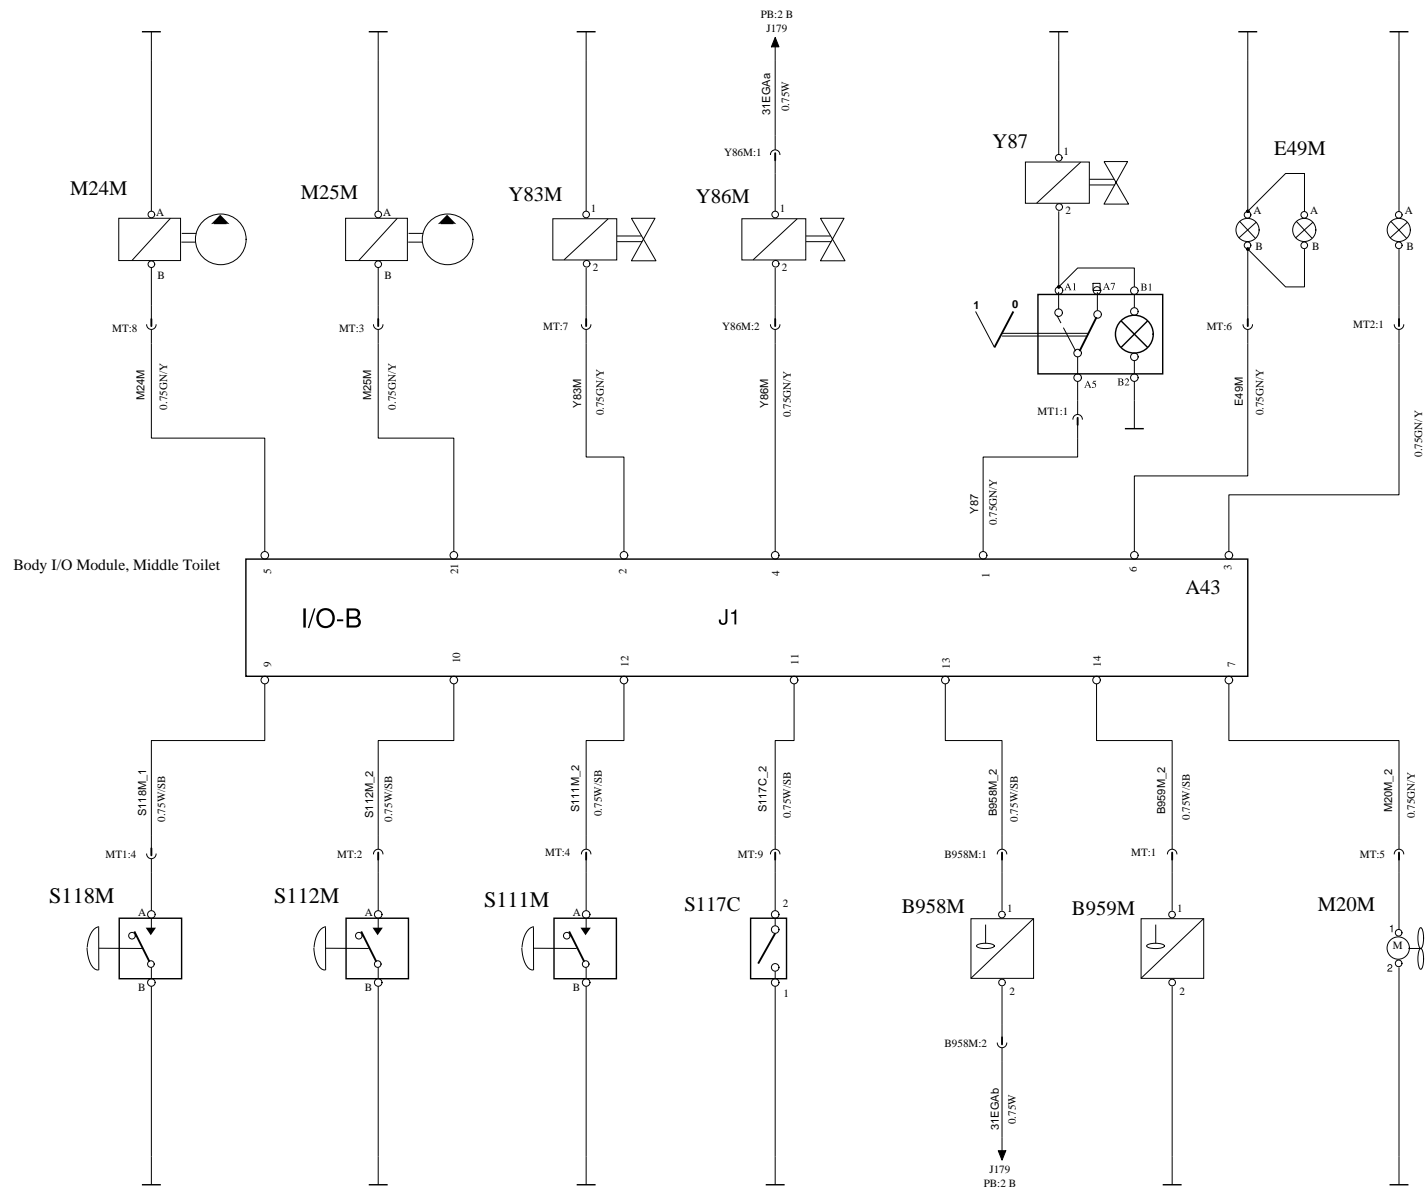 PB:2 B
J179
31EGAa
0.75W
Y86M:1
Y87
1
2
E49M
M24M
A
B
M25M
A
B
Y83M
1
2
Y86M
1
2
A
B
A
B
A
B
A1
A7
B1
1
0
A5
B2
MT:8
MT:3
MT:7
Y86M:2
MT1:1
MT:6
MT2:1
M24M
0.75GN/Y
M25M
0.75GN/Y
Y83M
0.75GN/Y
Y86M
0.75GN/Y
E49M
0.75GN/Y
0.75GN/Y
Y87
0.75GN/Y
Body I/O Module, Middle Toilet
5
21
2
4
1
6
3
A43
I/O-B
J1
9
10
12
11
13
14
7
S118M_1
0.75W/SB
S112M_2
0.75W/SB
S111M_2
0.75W/SB
S117C_2
0.75W/SB
B958M_2
0.75W/SB
B959M_2
0.75W/SB
M20M_2
0.75GN/Y
MT1:4
MT:2
MT:4
MT:9
B958M:1
MT:1
MT:5
S118M
A
B
S112M
A
B
S111M
A
B
S117C
2
1
B958M
1
2
B959M
1
2
M20M
1
M
2
B958M:2
31EGAb
0.75W
J179
PB:2 B